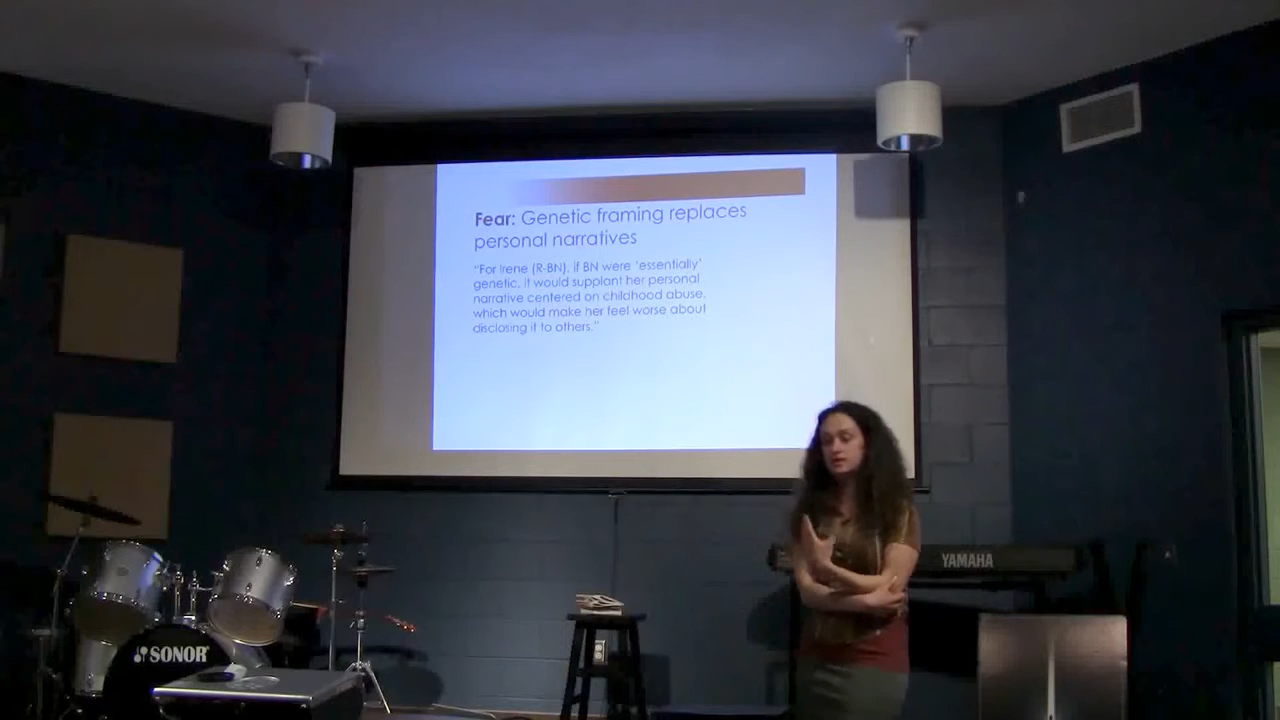 Fear: Genetic framing replaces
personal narratives
“For Irene (R-BN), if BN were ‘essentially’
genetic, it would supplant her personal
narrative centered on childhood abuse,
which would make her feel worse about
disclosing it to others.”
YAMAHA
SONOR